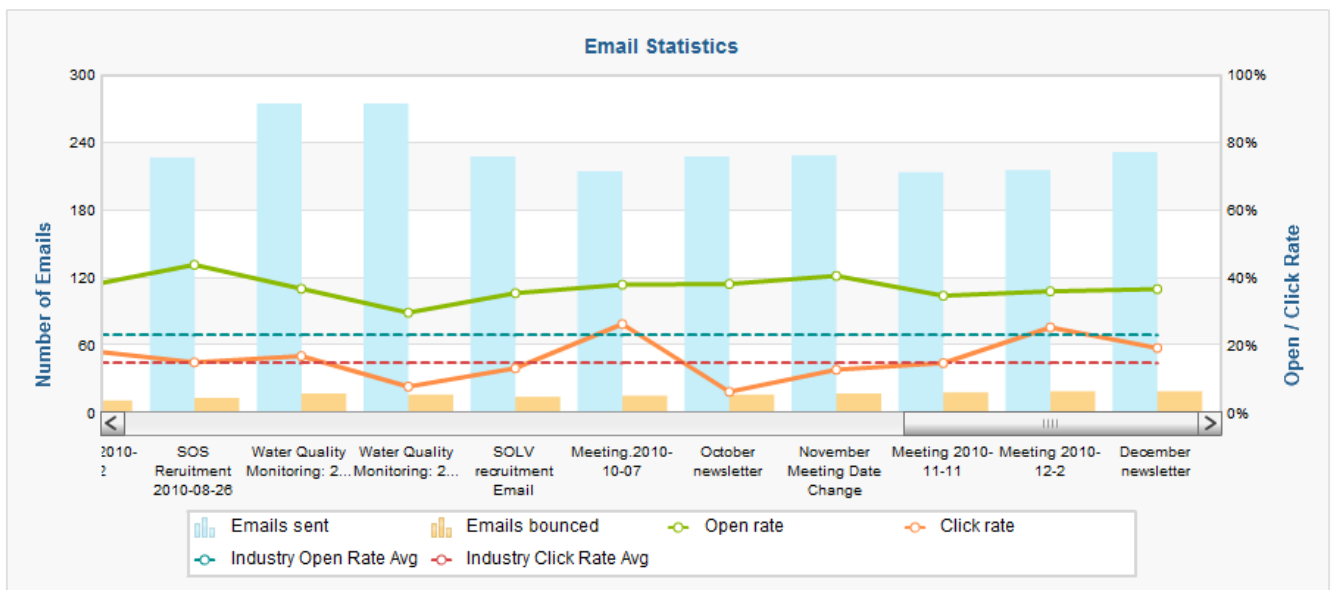 Email Statistics
300
240
180
120
60
0
Number of Emails
100%
80%
60%
40%
20%
0%
Open / Click Rate
2010-
2
SOS
Reruitment
2010-08-26
Water Quality
Monitoring: 2...
Water Quality
Monitoring: 2...
SOLV
recruitment
Email
Meeting.2010-
10-07
October
newsletter
November
Meeting Date
Change
Meeting 2010-
11-11
Meeting 2010-
12-2
December
newsletter
Emails sent
Emails bounced
Open rate
Click rate
Industry Open Rate Avg
Industry Click Rate Avg